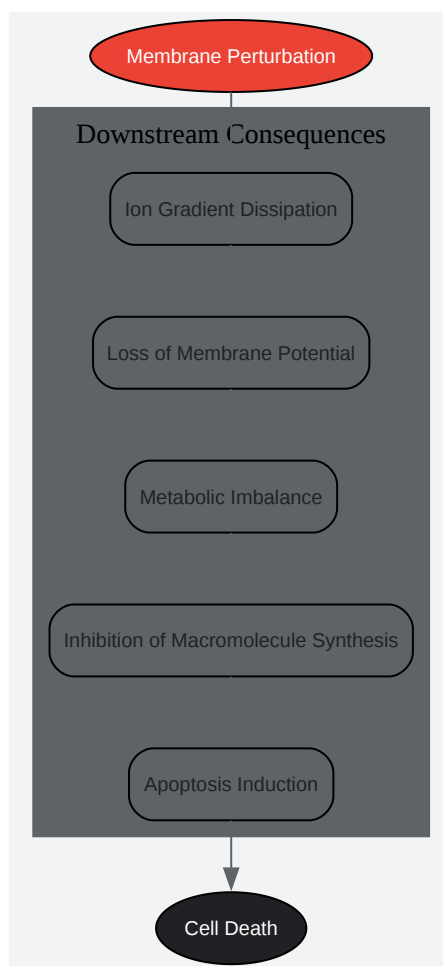 Membrane Perturbation
Downstream Consequences
Ion Gradient Dissipation
Loss of Membrane Potential
Metabolic Imbalance
Inhibition of Macromolecule Synthesis
Apoptosis Induction
Cell Death